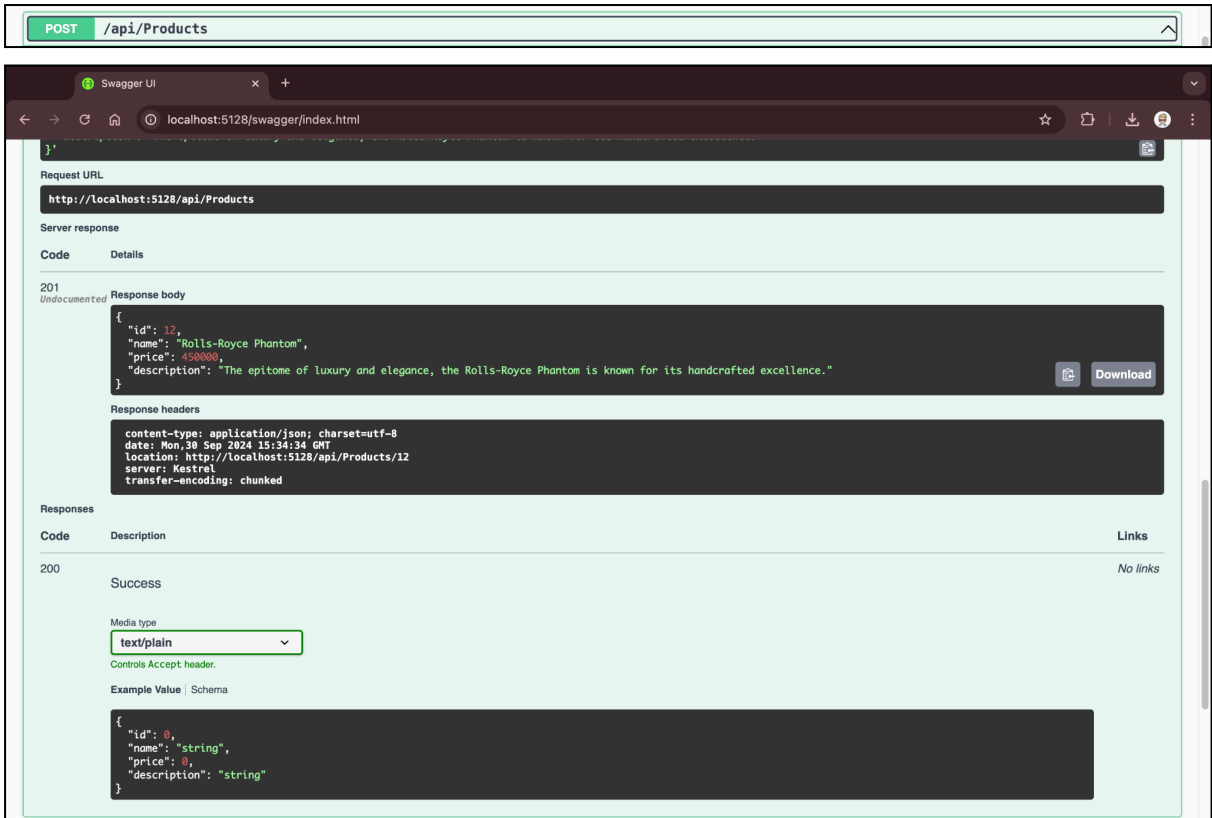 POST /api/Products
Swagger UI
localhost:5128/swagger/index.html
}'
Request URL
http://localhost:5128/api/Products
Server response
Code Details
201
Undocumented
Response body
{
"id": 12,
"name": "Rolls-Royce Phantom",
"price": 450000,
"description": "The epitome of luxury and elegance, the Rolls-Royce Phantom is known for its handcrafted excellence."
}
Download
Response headers
content-type: application/json; charset=utf-8
date: Mon,30 Sep 2024 15:34:34 GMT
location: http://localhost:5128/api/Products/12
server: Kestrel
transfer-encoding: chunked
Responses
Code Description Links
200 Success No links
Media type
text/plain
Controls Accept header.
Example Value Schema
{
"id": 0,
"name": "string",
"price": 0,
"description": "string"
}